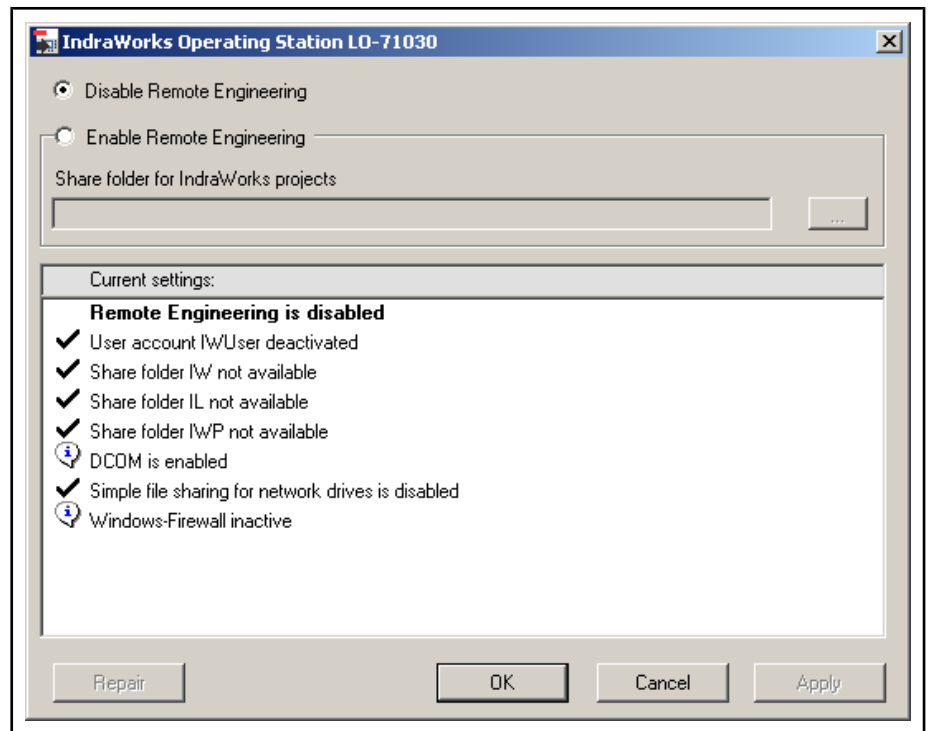 IndraWorks Operating Station LO-71030
Disable Remote Engineering
Enable Remote Engineering
Share folder for IndraWorks projects
...
Current settings:
Remote Engineering is disabled
User account IWUser deactivated
Share folder IW not available
Share folder IL not available
Share folder IWP not available
DCOM is enabled
Simple file sharing for network drives is disabled
Windows-Firewall inactive
Repair OK Cancel Apply